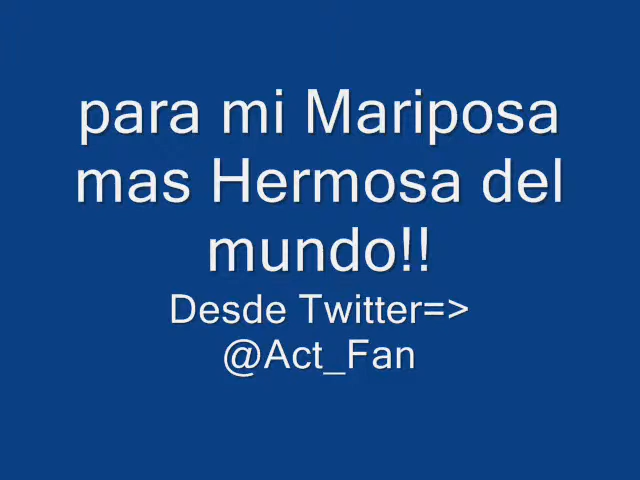 para mi Mariposa
mas Hermosa del
mundo!!
Desde Twitter=>
@Act_Fan